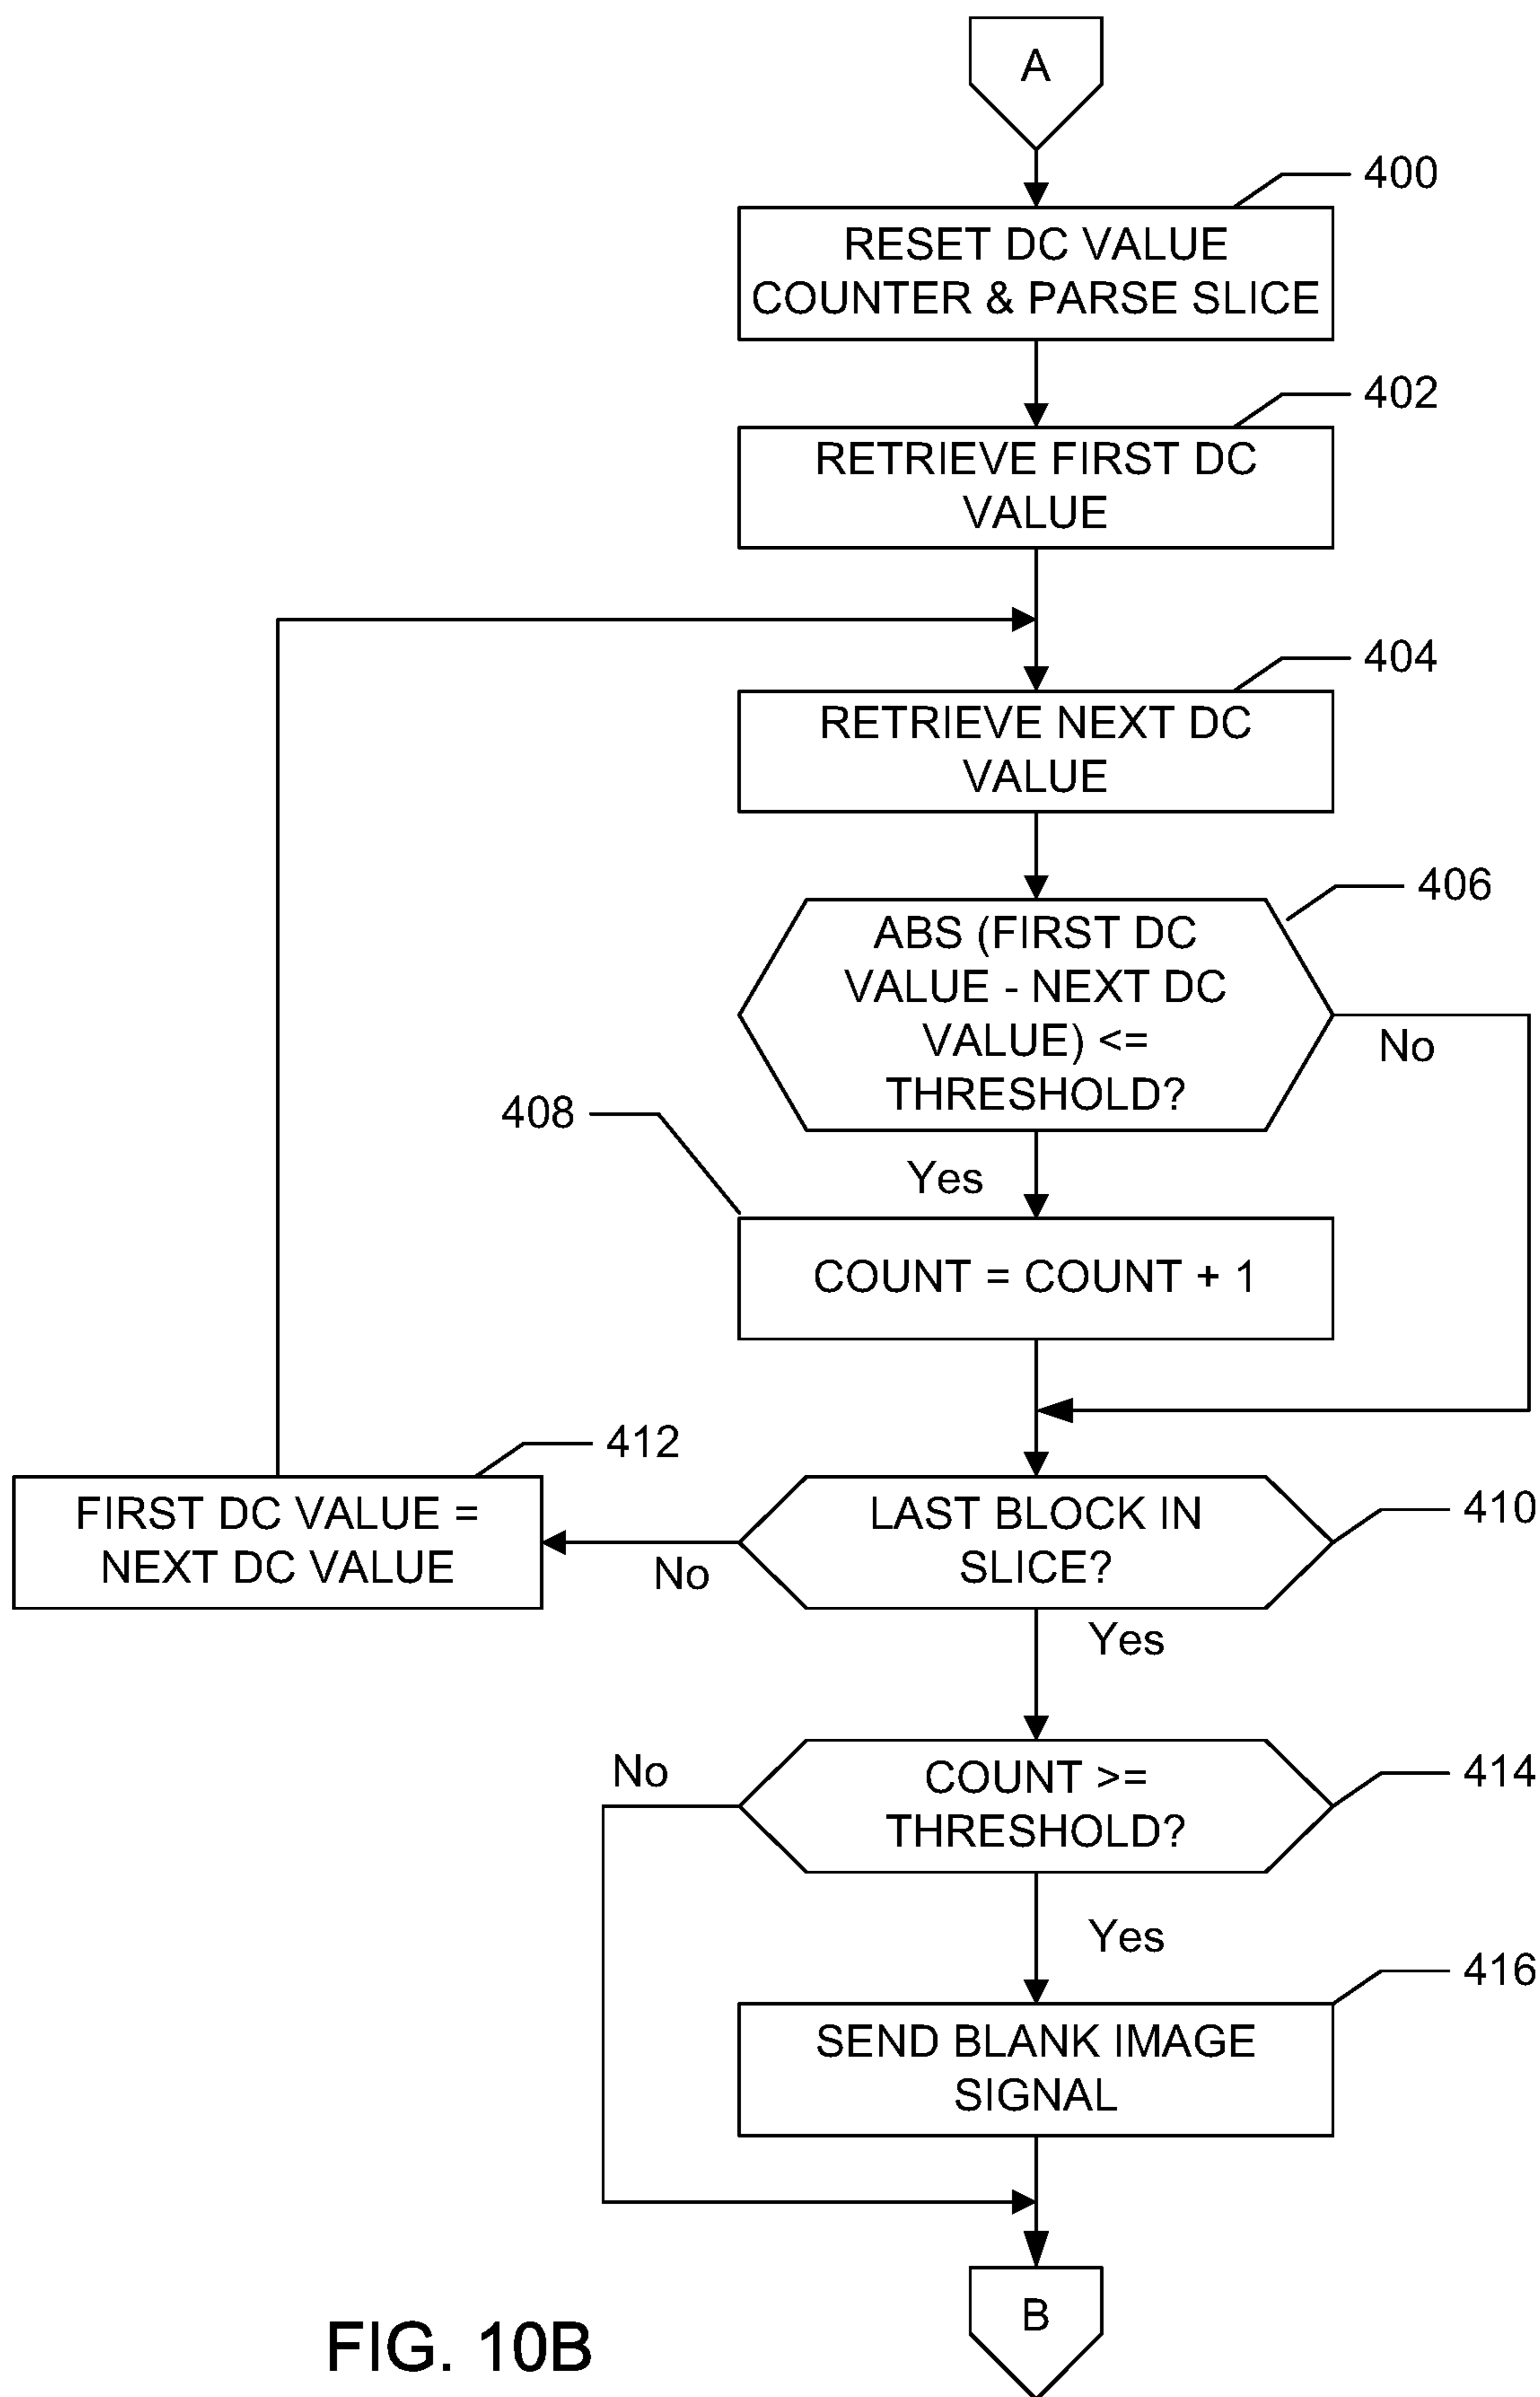 A
400
RESET DC VALUE
COUNTER & PARSE SLICE
402
RETRIEVE FIRST DC
VALUE
404
RETRIEVE NEXT DC
VALUE
406
ABS (FIRST DC
VALUE - NEXT DC
VALUE) <=
THRESHOLD?
No
408
Yes
COUNT = COUNT + 1
412
FIRST DC VALUE =
NEXT DC VALUE
410
LAST BLOCK IN
SLICE?
No
Yes
414
COUNT >=
THRESHOLD?
No
Yes
416
SEND BLANK IMAGE
SIGNAL
B
FIG. 10B